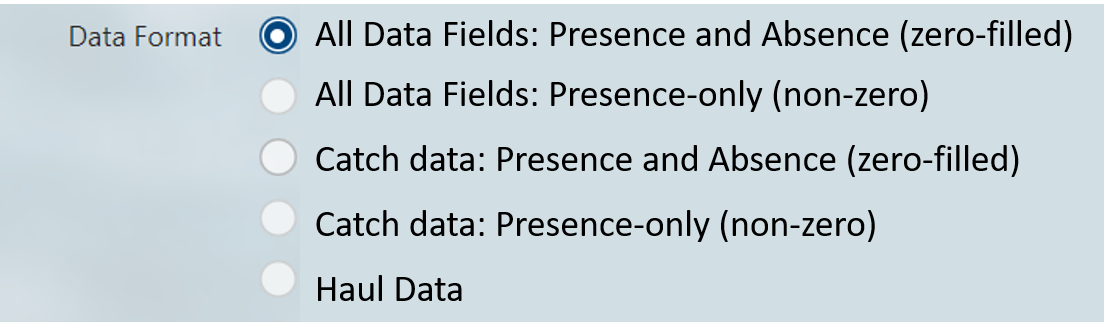 Data Format All Data Fields: Presence and Absence (zero-filled)
All Data Fields: Presence-only (non-zero)
Catch data: Presence and Absence (zero-filled)
Catch data: Presence-only (non-zero)
Haul Data